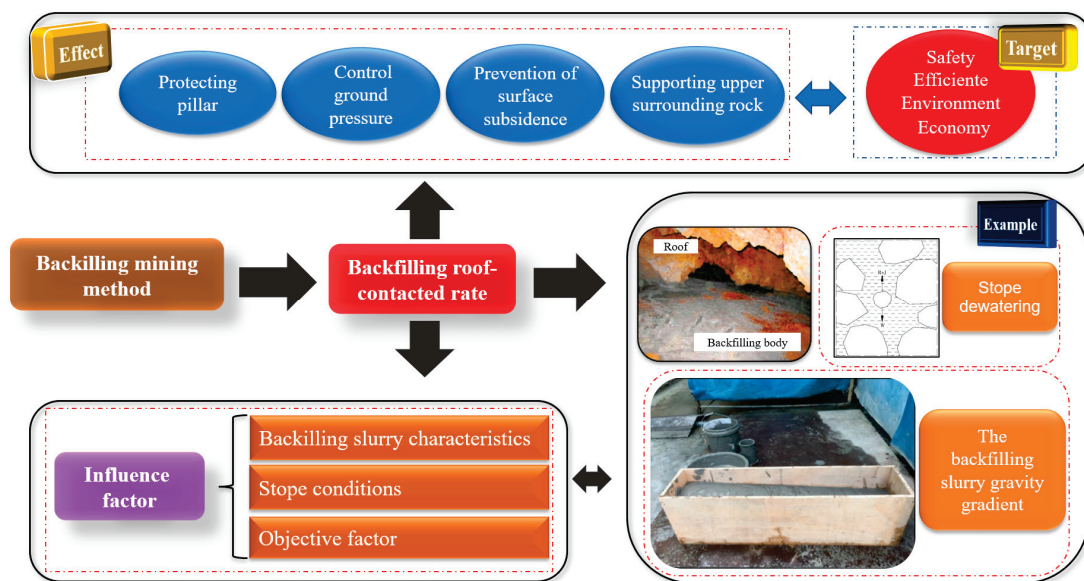 Effect
Protecting
pillar
Control
ground
pressure
Prevention of
surface
subsidence
Supporting upper
surrounding rock
Target
Safety
Efficiente
Environment
Economy
Backilling mining
method
Backfilling roof-
contacted rate
Example
Roof
Backfilling body
Stope
dewatering
The
backfilling
slurry gravity
gradient
Influence
factor
Backilling slurry characteristics
Stope conditions
Objective factor